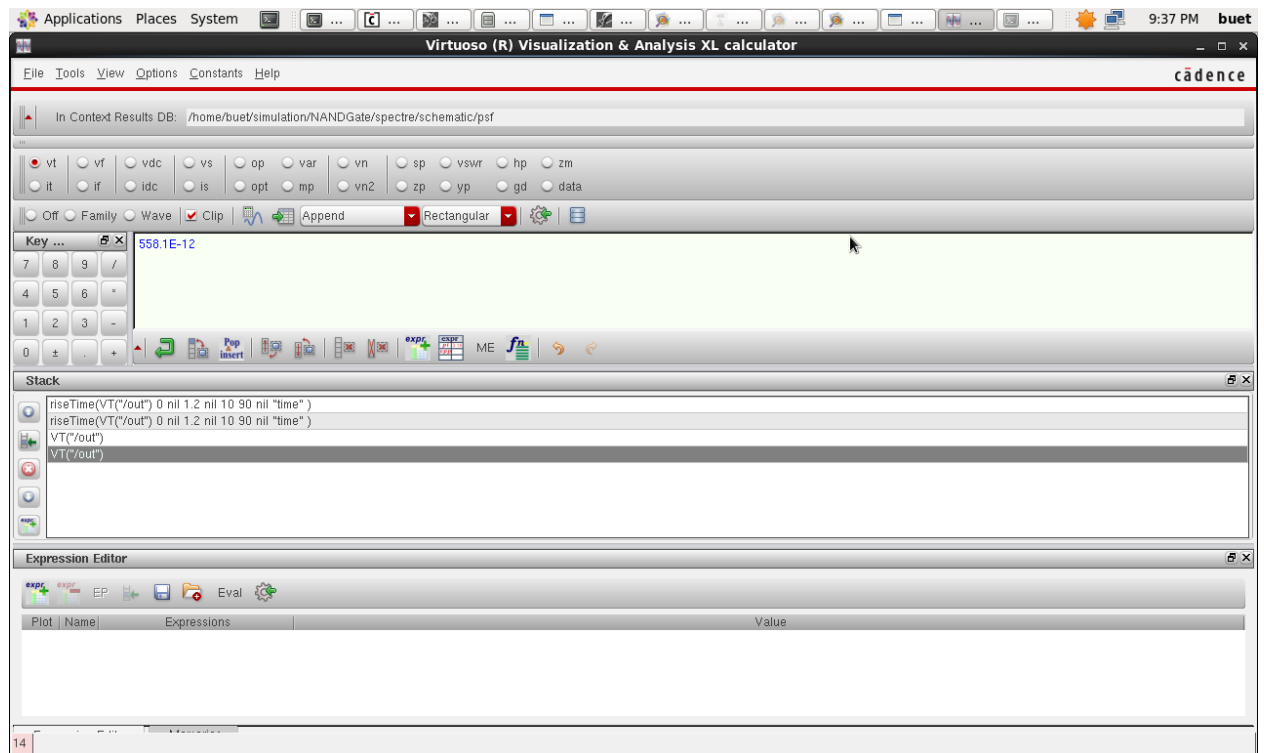 Applications Places System ... ... ... ... ... ... ... ... ... ... ... ... ... 9:37 PM buet
Virtuoso (R) Visualization & Analysis XL calculator
File Tools View Options Constants Help cādence
In Context Results DB: /home/buet/simulation/NANDGate/spectre/schematic/psf
vt vf vdc vs op var vn sp vswr hp zm
it if idc is opt mp vn2 zp yp gd data
Off Family Wave Clip Append Rectangular
Key ...
558.1E-12
7 8 9 /
4 5 6 *
1 2 3 -
0 ± . + Pop insert expr expr ME fn
Stack
riseTime(VT("/out") 0 nil 1.2 nil 10 90 nil "time" )
riseTime(VT("/out") 0 nil 1.2 nil 10 90 nil "time" )
VT("/out")
VT("/out")
expr
Expression Editor
expr expr EP Eval
Plot Name Expressions Value
14